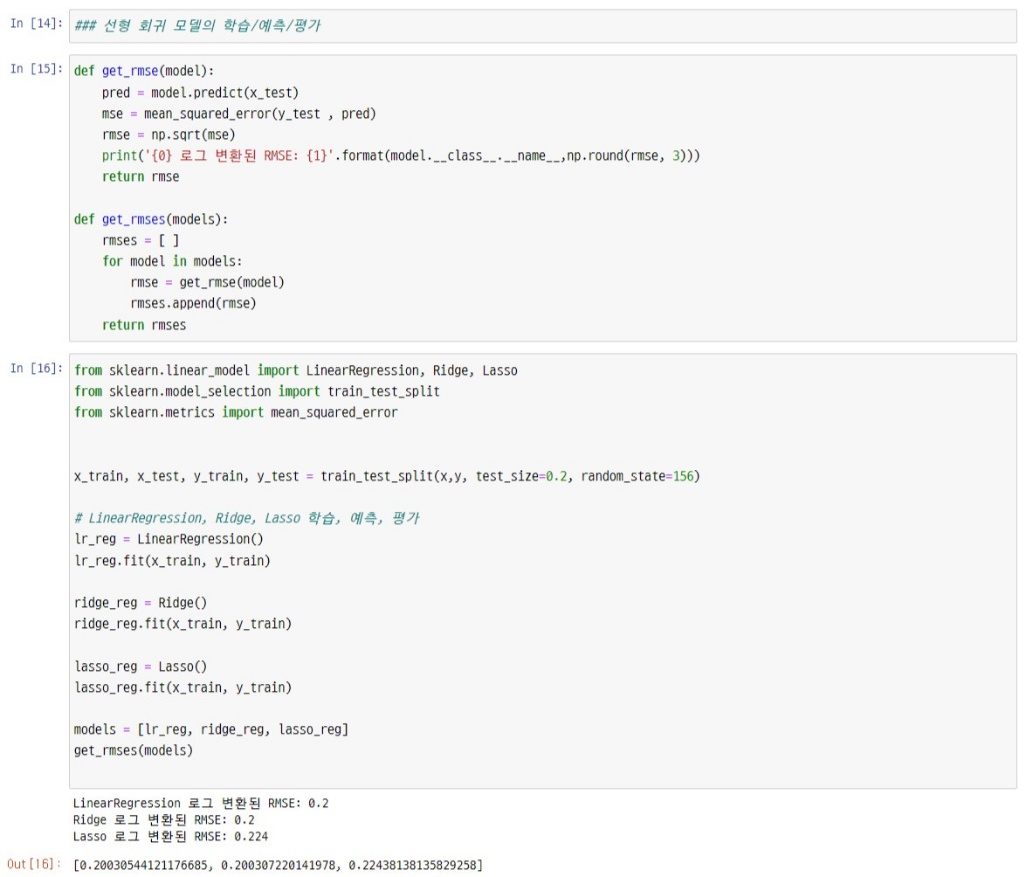 In [14]: ### 선형 회귀 모델의 학습/예측/평가
In [15]: def get_rmse(model):
    pred = model.predict(x_test)
    mse = mean_squared_error(y_test , pred)
    rmse = np.sqrt(mse)
    print('{0} 로그 변환된 RMSE: {1}'.format(model.__class__.__name__,np.round(rmse, 3)))
    return rmse
def get_rmses(models):
    rmses = [ ]
    for model in models:
        rmse = get_rmse(model)
        rmses.append(rmse)
    return rmses
In [16]: from sklearn.linear_model import LinearRegression, Ridge, Lasso
from sklearn.model_selection import train_test_split
from sklearn.metrics import mean_squared_error
x_train, x_test, y_train, y_test = train_test_split(x,y, test_size=0.2, random_state=156)
# LinearRegression, Ridge, Lasso 학습, 예측, 평가
lr_reg = LinearRegression()
lr_reg.fit(x_train, y_train)
ridge_reg = Ridge()
ridge_reg.fit(x_train, y_train)
lasso_reg = Lasso()
lasso_reg.fit(x_train, y_train)
models = [lr_reg, ridge_reg, lasso_reg]
get_rmses(models)
LinearRegression 로그 변환된 RMSE: 0.2
Ridge 로그 변환된 RMSE: 0.2
Lasso 로그 변환된 RMSE: 0.224
Out[16]: [0.20030544121176685, 0.200307220141978, 0.22438138135829258]